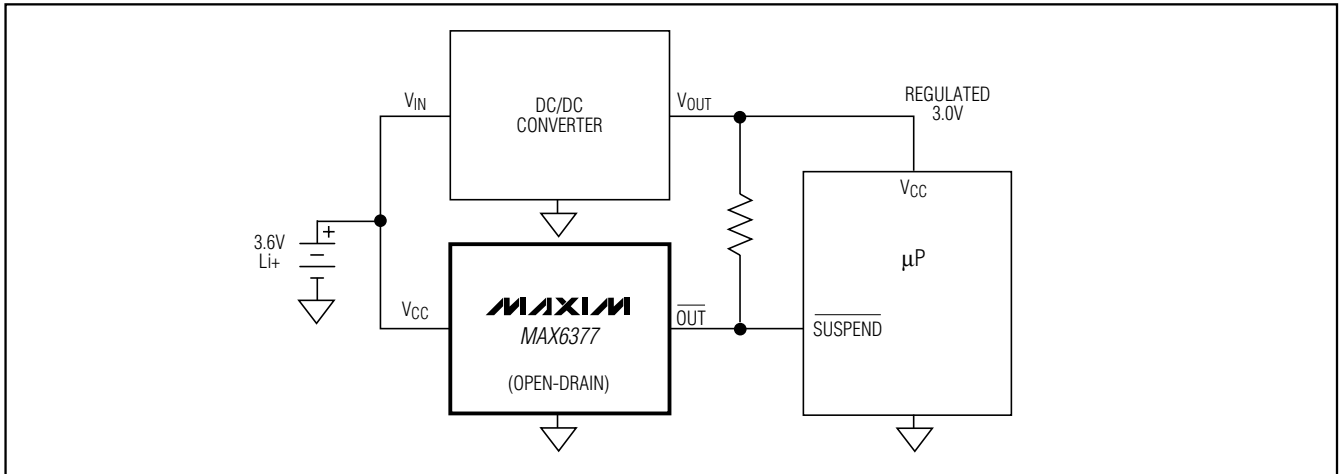 VIN
DC/DC
CONVERTER
VOUT
REGULATED
3.0V
VCC
μP
SUSPEND
3.6V
Li+
+
VCC
MAXIM
MAX6377
(OPEN-DRAIN)
OUT